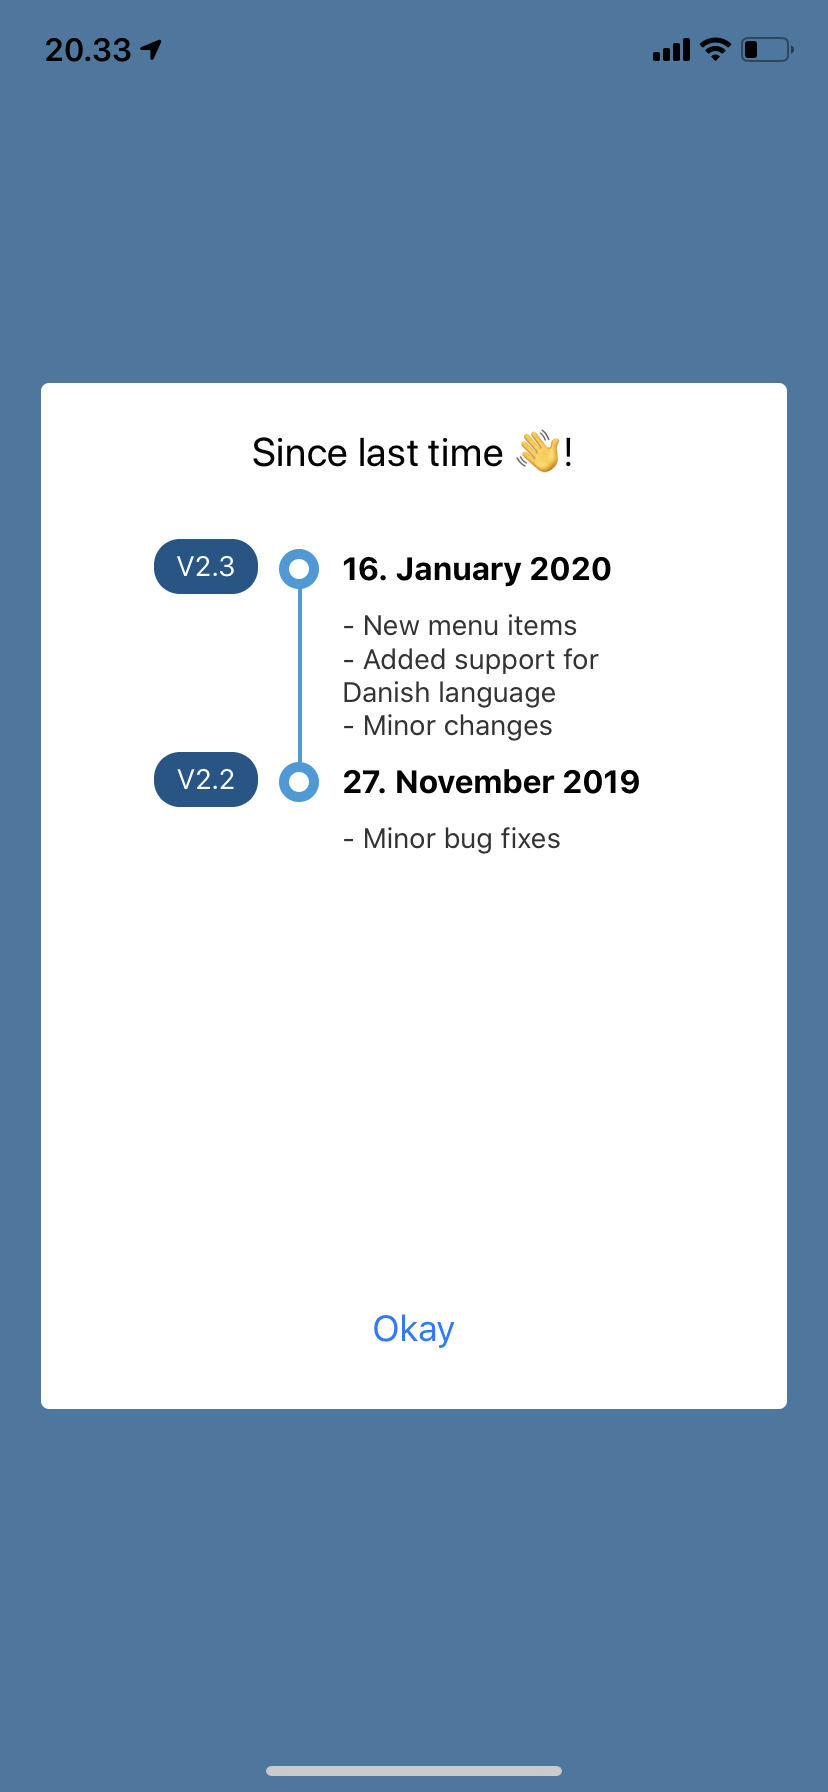 20.33
Since last time 👋!
V2.3
16. January 2020
- New menu items
- Added support for
Danish language
- Minor changes
V2.2
27. November 2019
- Minor bug fixes
Okay